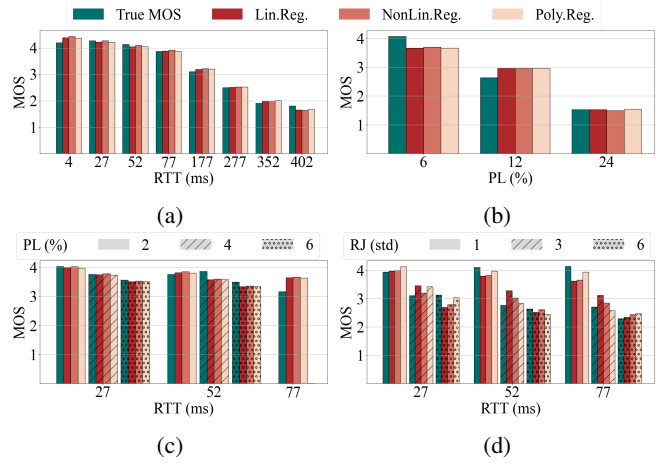 True MOS Lin.Reg. NonLin.Reg. Poly.Reg.
MOS
4
3
2
1
4 27 52 77 177 277 352 402
RTT (ms)
(a)
MOS
4
3
2
1
6 12 24
PL (%)
(b)
PL (%) 2 4 6
MOS
4
3
2
1
27 52 77
RTT (ms)
(c)
RJ (std) 1 3 6
MOS
4
3
2
1
27 52 77
RTT (ms)
(d)